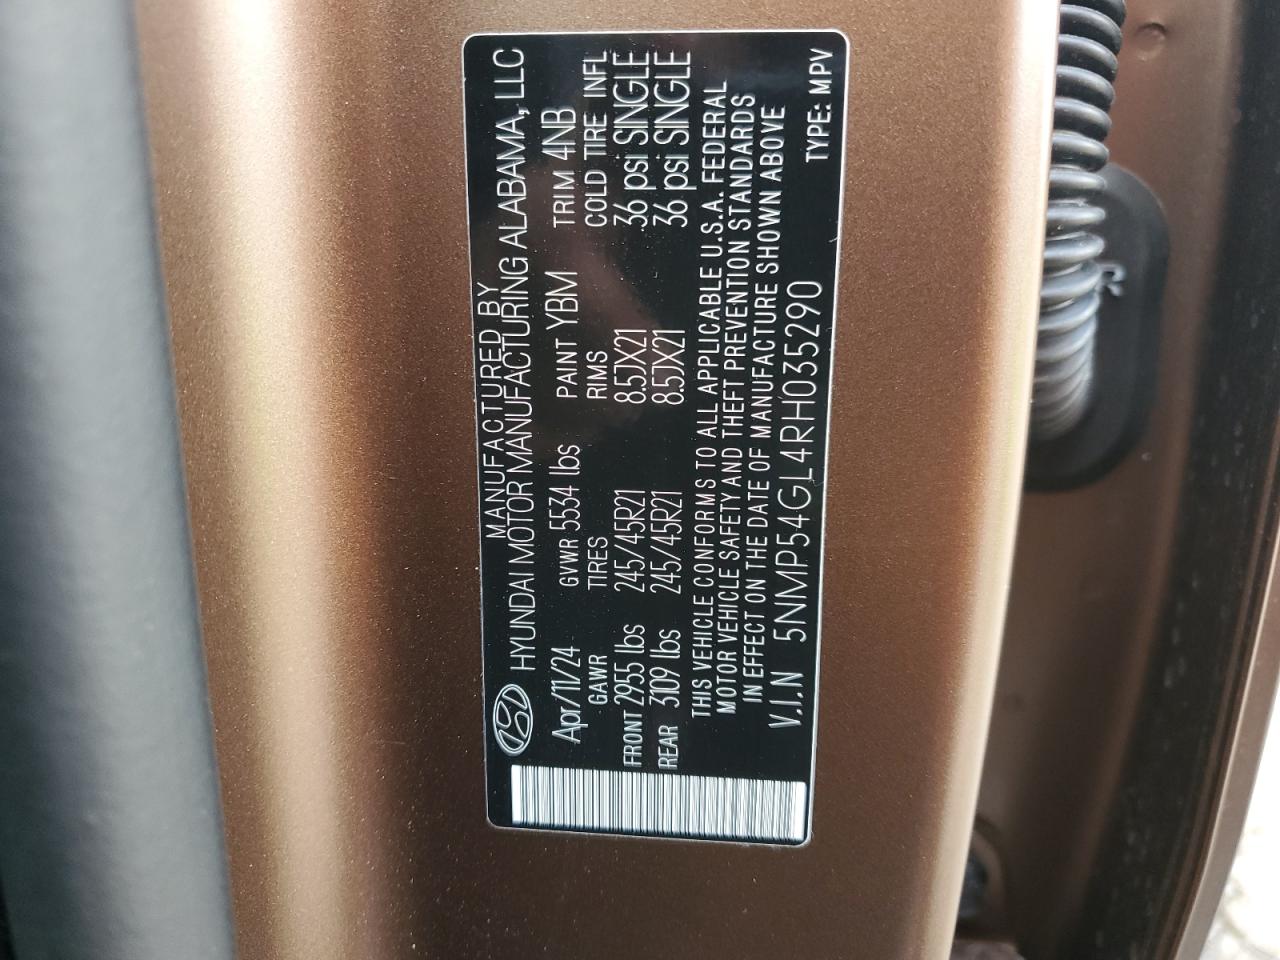 MANUFACTURED BY
HYUNDAI MOTOR MANUFACTURING ALABAMA, LLC
Apr/11/24 GVWR 5534 lbs PAINT YBM TRIM 4NB
GAWR TIRES RIMS COLD TIRE INFL
FRONT 2955 lbs 245/45R21 8.5JX21 36 psi SINGLE
REAR 3109 lbs 245/45R21 8.5JX21 36 psi SINGLE
THIS VEHICLE CONFORMS TO ALL APPLICABLE U.S.A. FEDERAL
MOTOR VEHICLE SAFETY AND THEFT PREVENTION STANDARDS
IN EFFECT ON THE DATE OF MANUFACTURE SHOWN ABOVE
V.I.N 5NMP54GL4RH035290 TYPE: MPV